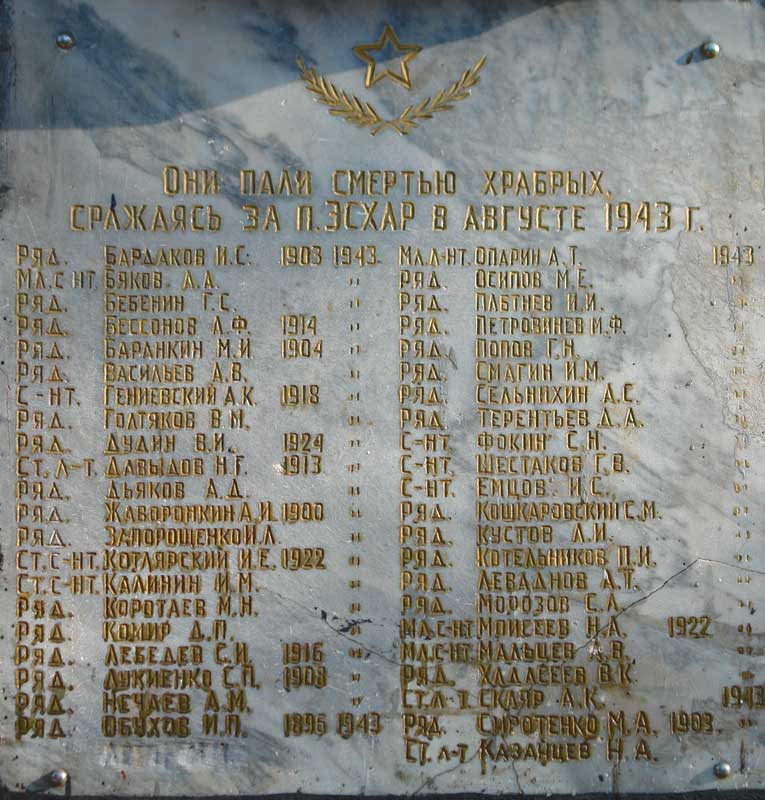 Они пали смертью храбрых,
сражаясь за п.Эсхар в августе 1943 г.
Ряд. Бардаков И.С. 1903 1943
Мл.с-нт. Бяков А.А. "
Ряд. Бебенин Г.С. "
Ряд. Бессонов А.Ф. 1914 "
Ряд. Баранкин М.И. 1904 "
Ряд. Васильев А.В. "
С-нт. Гениевский А.К. 1918 "
Ряд. Голтяков В.М. "
Ряд. Дудин В.И. 1924 "
Ст.л-т. Давыдов Н.Г. 1913 "
Ряд. Дьяков А.Д. "
Ряд. Жаворонкин А.И. 1900 "
Ряд. Запорощенко И.Л. "
Ст.с-нт. Котлярский И.Е. 1922 "
Ст.с-нт. Калинин И.М. "
Ряд. Коротаев М.Н. "
Ряд. Комир Д.П. "
Ряд. Лебедев С.И. 1916 "
Ряд. Лукиенко С.П. 1908 "
Ряд. Нечаев А.М. "
Ряд. Обухов И.П. 1896 1943
Мл.л-нт. Опарин А.Т. 1943
Ряд. Осипов М.Е. "
Ряд. И.И. "
Ряд. М.Ф. "
Ряд. Попов Г.Н. "
Ряд. Смагин И.М. "
Ряд. Сельнихин А.С. "
Ряд. Терентьев Д.А. "
С-нт. Фокин С.Н. "
С-нт. Шестаков Г.В. "
С-нт. Емцов И.С. "
Ряд. Кошкаровский С.М. "
Ряд. Кустов Л.И. "
Ряд. Котельников П.И. "
Ряд. Леваднов А.Т. "
Ряд. Морозов С.А. "
Мл.с-нт. Моисеев Н.А. 1922 "
Мл.с-нт. Мальцев А.В. "
Ряд. В.К. "
Ст.л-т. Скляр А.К. 1943
Ряд. Сиротенко М.А. 1903 "
Ст.л-т Казанцев Н.А.